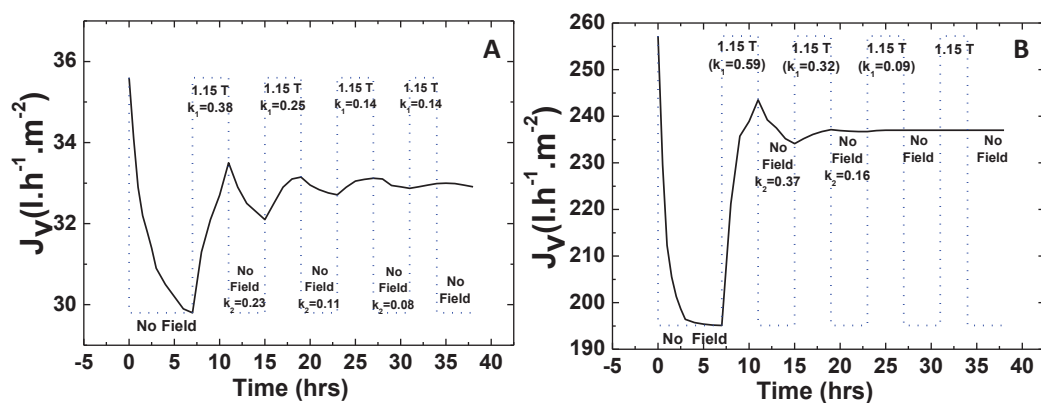 A
J_V(l.h⁻¹.m⁻²)
36
34
32
30
1.15 T
k₁=0.38
1.15 T
k₁=0.25
1.15 T
k₁=0.14
1.15 T
k₁=0.14
No
Field
k₂=0.23
No
Field
k₂=0.11
No
Field
k₂=0.08
No
Field
No Field
-5 0 5 10 15 20 25 30 35 40
Time (hrs)
B
J_V(l.h⁻¹.m⁻²)
260
250
240
230
220
210
200
190
1.15 T
(k₁=0.59)
1.15 T
(k₁=0.32)
1.15 T
(k₁=0.09)
1.15 T
No
Field
k₂=0.37
No
Field
k₂=0.16
No
Field
No
Field
No Field
-5 0 5 10 15 20 25 30 35 40
Time (hrs)